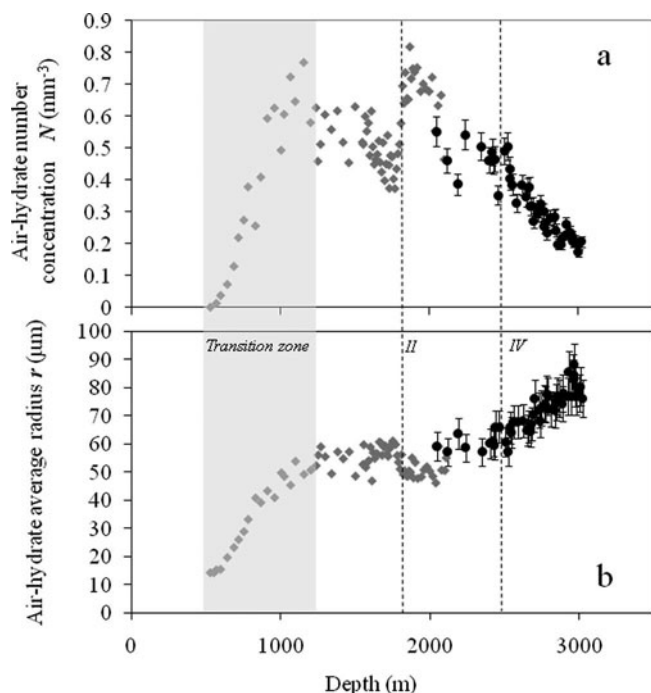 Air-hydrate number
concentration N (mm-3)
0.9
0.8
0.7
0.6
0.5
0.4
0.3
0.2
0.1
0
a
Air-hydrate average radius r (μm)
100
90
80
70
60
50
40
30
20
10
0
Transition zone
II
IV
b
0 1000 2000 3000
Depth (m)